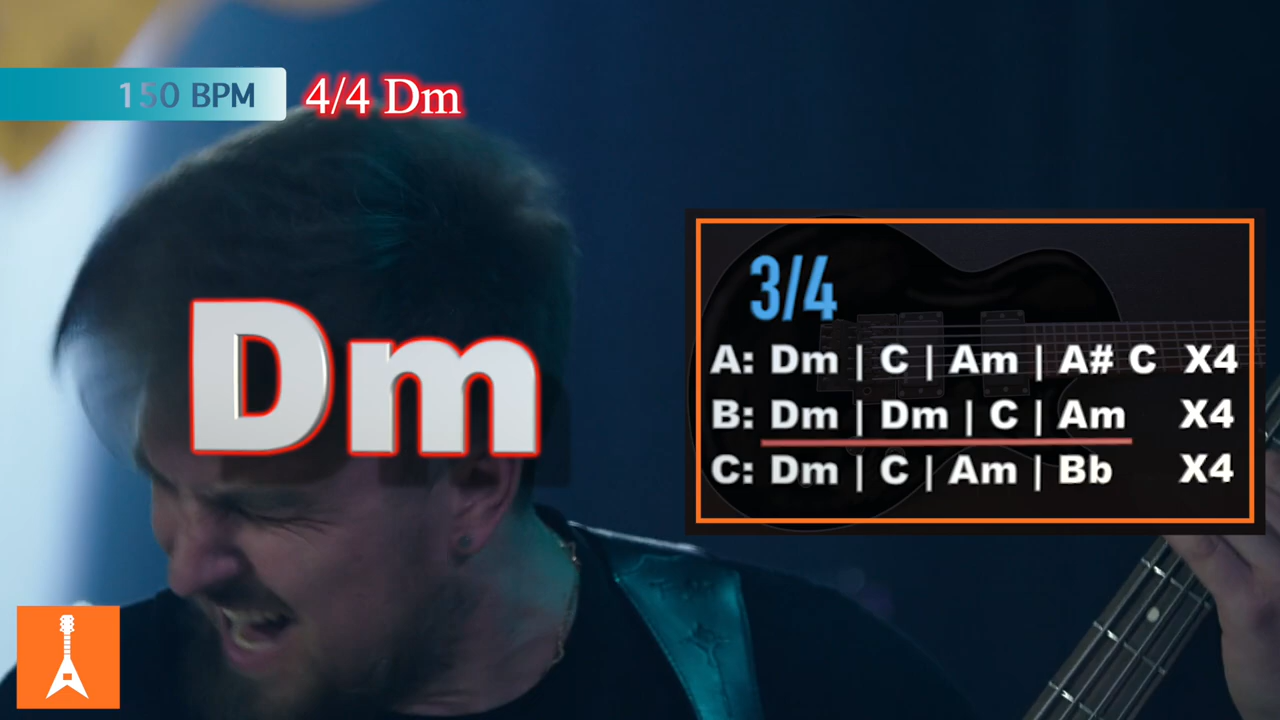 150 BPM
4/4 Dm
Dm
3/4
A: Dm | C | Am | A# C X4
B: Dm | Dm | C | Am X4
C: Dm | C | Am | Bb X4